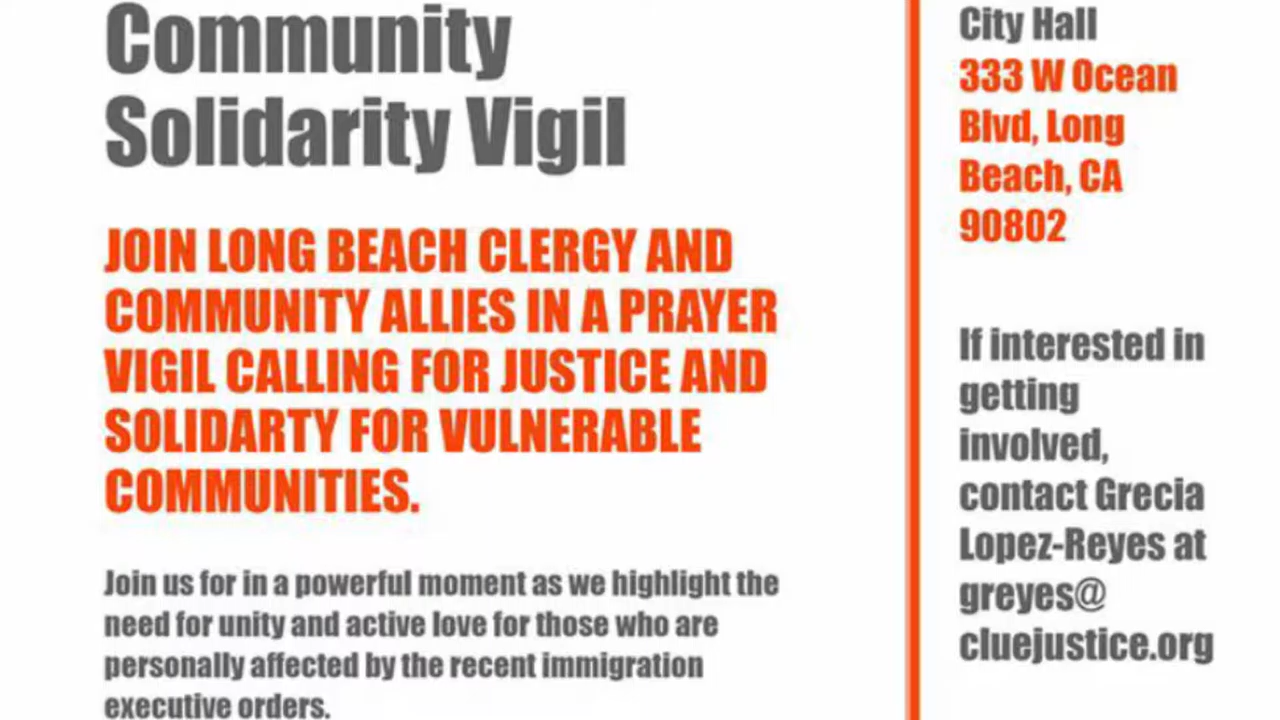 Community
Solidarity Vigil
JOIN LONG BEACH CLERGY AND
COMMUNITY ALLIES IN A PRAYER
VIGIL CALLING FOR JUSTICE AND
SOLIDARTY FOR VULNERABLE
COMMUNITIES.
Join us for in a powerful moment as we highlight the
need for unity and active love for those who are
personally affected by the recent immigration
executive orders.
City Hall
333 W Ocean
Blvd, Long
Beach, CA
90802
If interested in
getting
involved,
contact Grecia
Lopez-Reyes at
greyes@
cluejustice.org